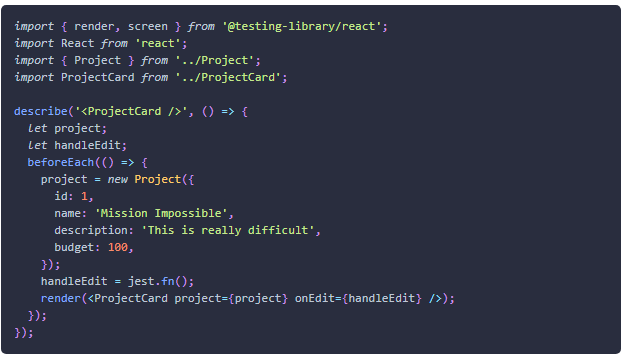 import { render, screen } from '@testing-library/react';
import React from 'react';
import { Project } from '../Project';
import ProjectCard from '../ProjectCard';

describe('<ProjectCard />', () => {
  let project;
  let handleEdit;
  beforeEach(() => {
    project = new Project({
      id: 1,
      name: 'Mission Impossible',
      description: 'This is really difficult',
      budget: 100,
    });
    handleEdit = jest.fn();
    render(<ProjectCard project={project} onEdit={handleEdit} />);
  });
});